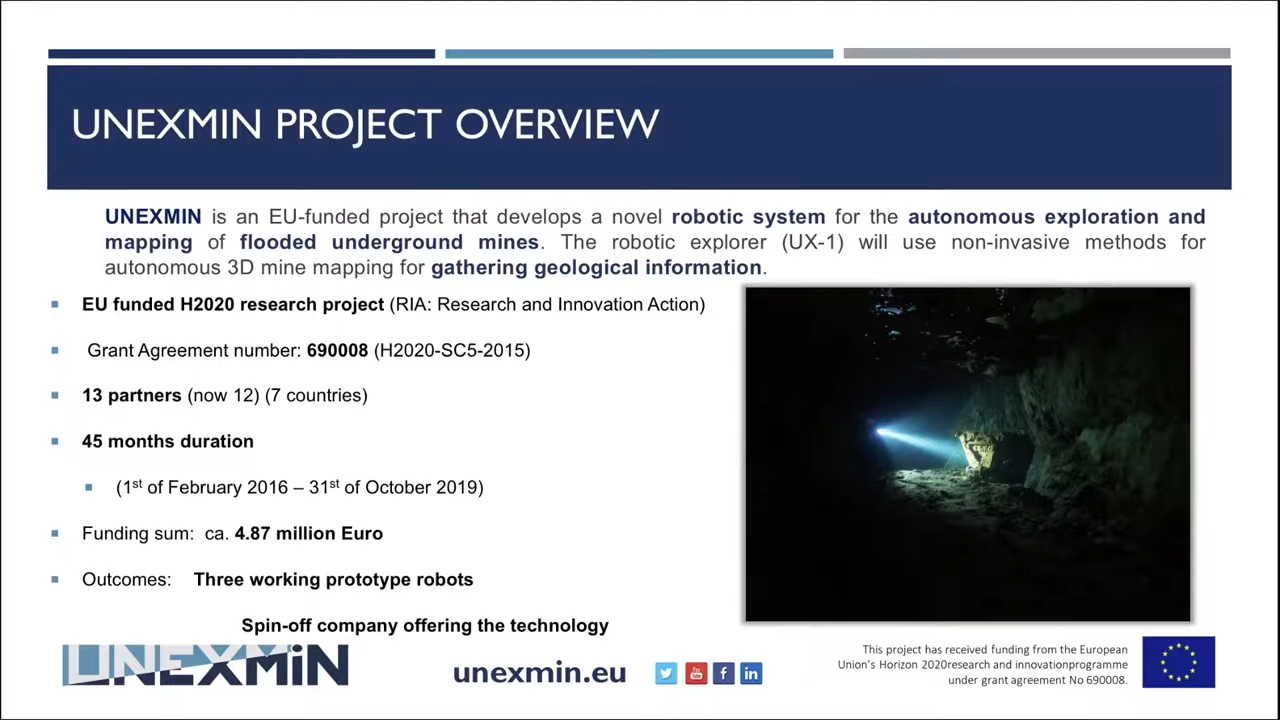 UNEXMIN PROJECT OVERVIEW
UNEXMIN is an EU-funded project that develops a novel robotic system for the autonomous exploration and
mapping of flooded underground mines. The robotic explorer (UX-1) will use non-invasive methods for
autonomous 3D mine mapping for gathering geological information.
EU funded H2020 research project (RIA: Research and Innovation Action)
Grant Agreement number: 690008 (H2020-SC5-2015)
13 partners (now 12) (7 countries)
45 months duration
(1st of February 2016 – 31st of October 2019)
Funding sum: ca. 4.87 million Euro
Outcomes: Three working prototype robots
Spin-off company offering the technology
UNEXMiN
unexmin.eu
You Tube
f
in
This project has received funding from the European
Union's Horizon 2020research and innovationprogramme
under grant agreement No 690008.